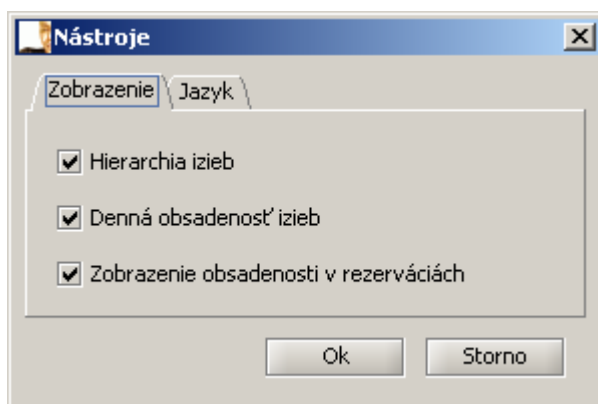 Nástroje
Zobrazenie Jazyk
Hierarchia izieb
Denná obsadenosť izieb
Zobrazenie obsadenosti v rezerváciách
Ok Storno